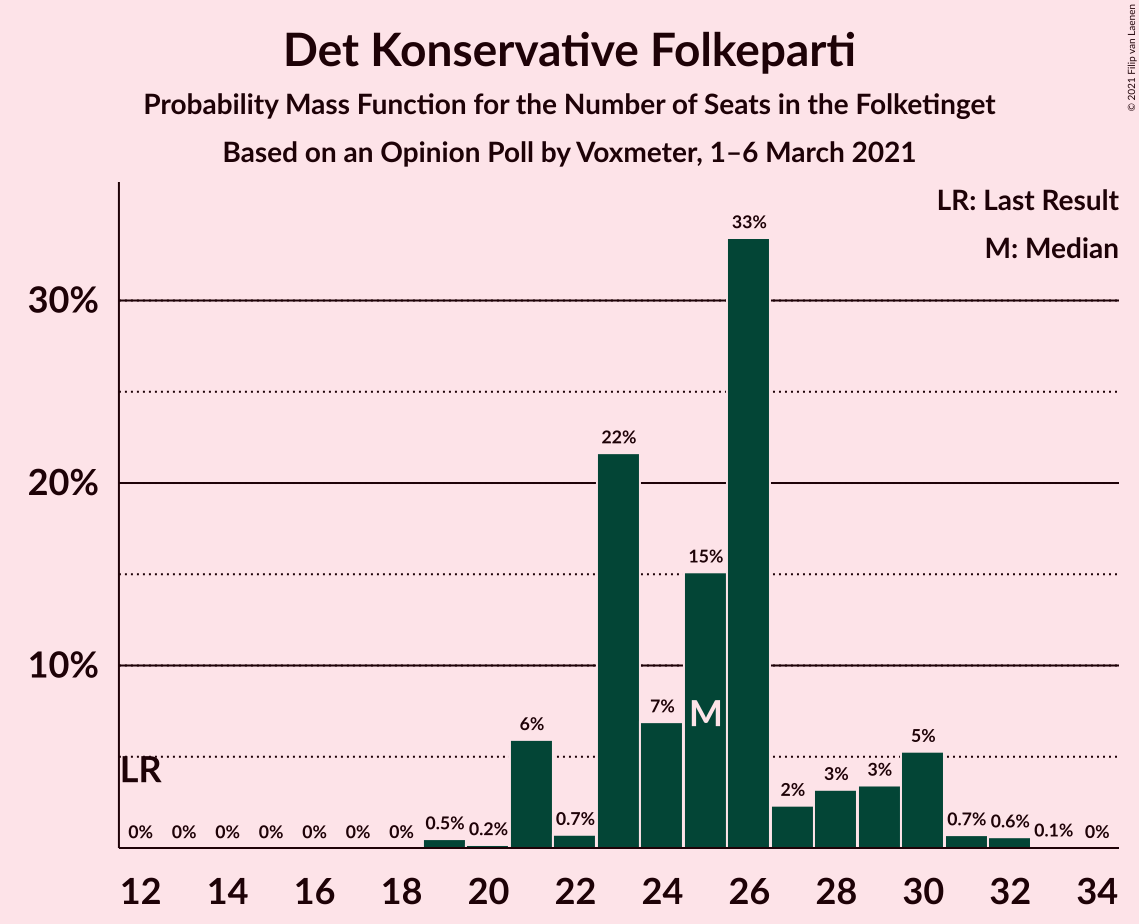 Det Konservative Folkeparti
Probability Mass Function for the Number of Seats in the Folketinget
Based on an Opinion Poll by Voxmeter, 1–6 March 2021
© 2021 Filip van Laenen
LR: Last Result
M: Median
33%
30%
22%
20%
15%
10%
7%
M
6%
5%
LR
3%
3%
2%
0% 0% 0% 0% 0% 0% 0% 0.5% 0.2% 0.7% 0.7% 0.6% 0.1% 0%
12 14 16 18 20 22 24 26 28 30 32 34